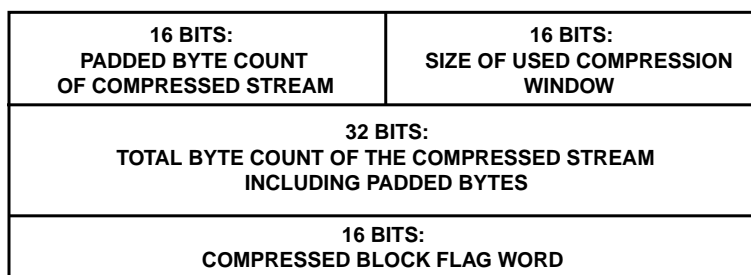 16 BITS:
PADDED BYTE COUNT
OF COMPRESSED STREAM
16 BITS:
SIZE OF USED COMPRESSION
WINDOW
32 BITS:
TOTAL BYTE COUNT OF THE COMPRESSED STREAM
INCLUDING PADDED BYTES
16 BITS:
COMPRESSED BLOCK FLAG WORD